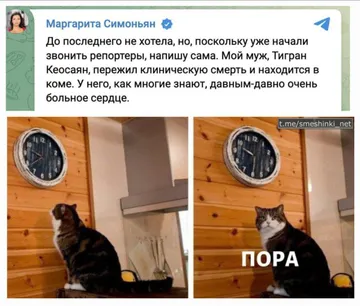 Маргарита Симоньян
До последнего не хотела, но, поскольку уже начали
звонить репортеры, напишу сама. Мой муж, Тигран
Кеосаян, пережил клиническую смерть и находится в
коме. У него, как многие знают, давным-давно очень
больное сердце.
t.me/smeshinki_net
ПОРА